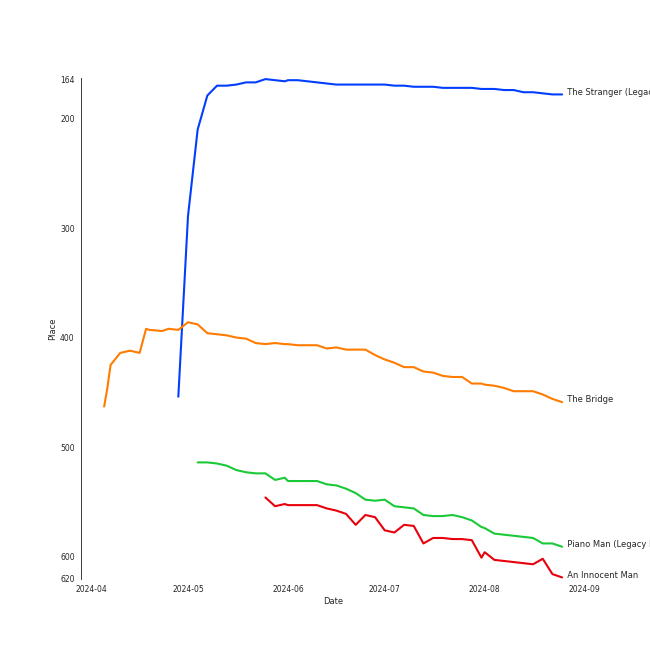 164
200
300
400
500
600
620
Place
2024-04
2024-05
2024-06
2024-07
2024-08
2024-09
Date
The Stranger (Legac
The Bridge
Piano Man (Legacy
An Innocent Man